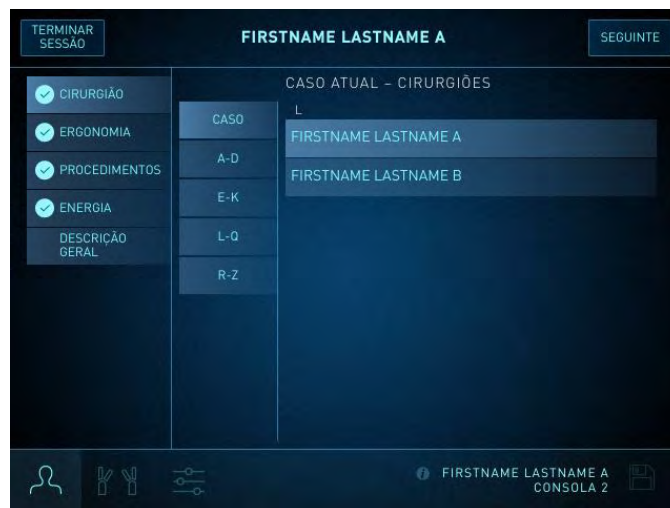 TERMINAR
SESSÃO
FIRSTNAME LASTNAME A
SEGUINTE
CIRURGIÃO
ERGONOMIA
PROCEDIMENTOS
ENERGIA
DESCRIÇÃO
GERAL
CASO
A-D
E-K
L-Q
R-Z
CASO ATUAL – CIRURGIÕES
L
FIRSTNAME LASTNAME A
FIRSTNAME LASTNAME B
FIRSTNAME LASTNAME A
CONSOLA 2